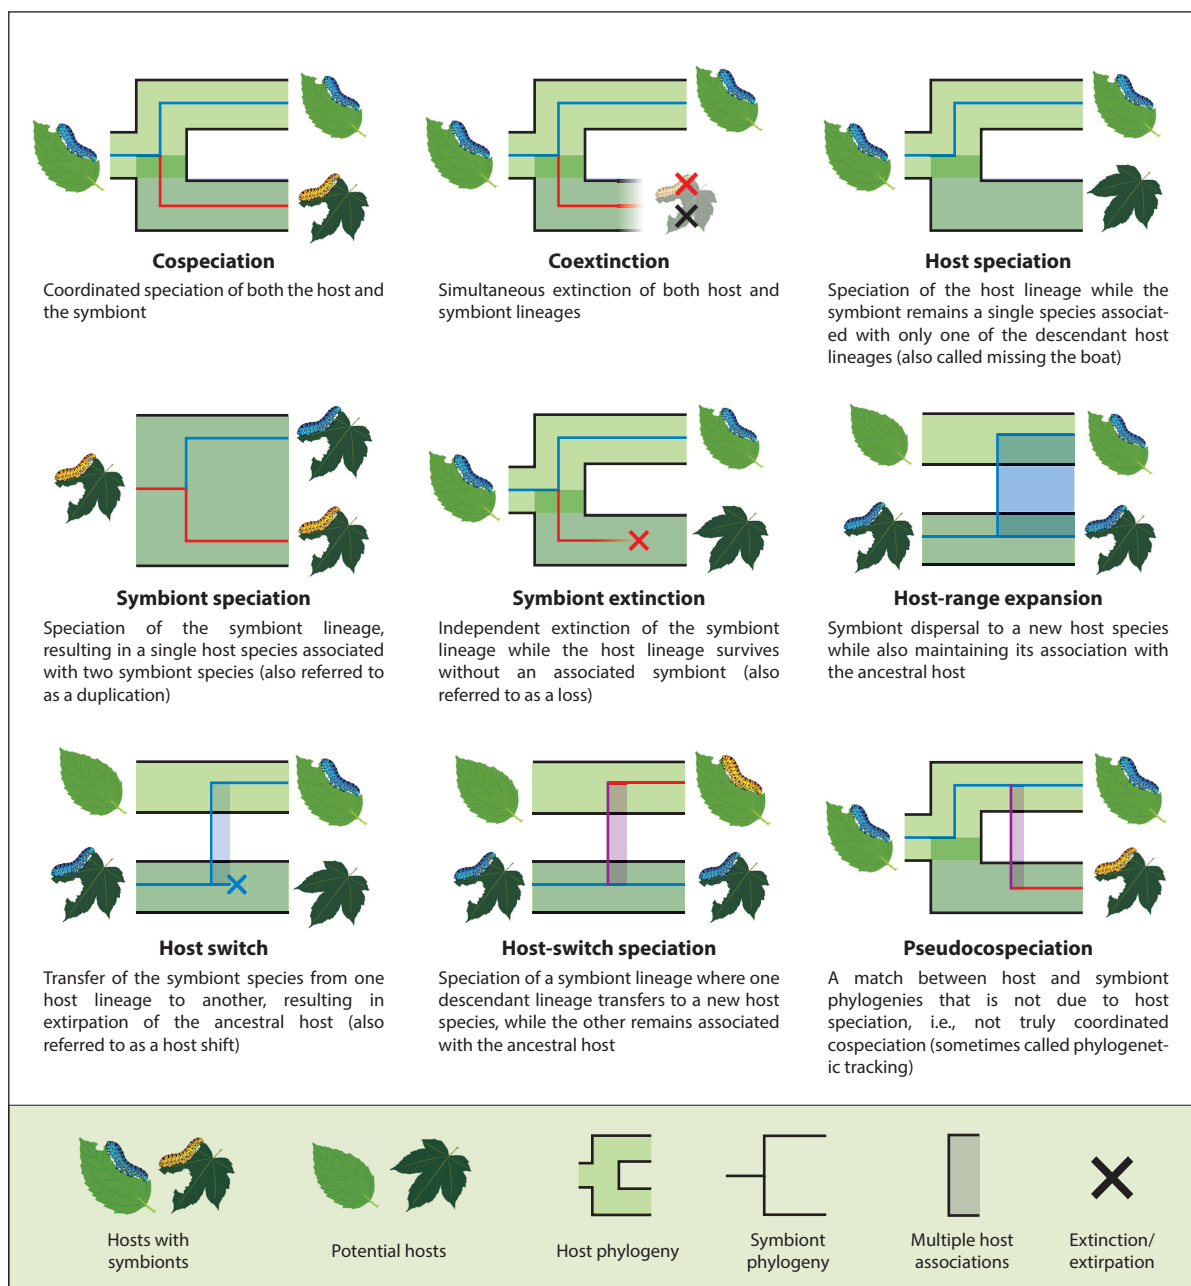 Cospeciation
Coordinated speciation of both the host and
the symbiont
Coextinction
Simultaneous extinction of both host and
symbiont lineages
Host speciation
Speciation of the host lineage while the
symbiont remains a single species associat-
ed with only one of the descendant host
lineages (also called missing the boat)
Symbiont speciation
Speciation of the symbiont lineage,
resulting in a single host species associated
with two symbiont species (also referred to
as a duplication)
Symbiont extinction
Independent extinction of the symbiont
lineage while the host lineage survives
without an associated symbiont (also
referred to as a loss)
Host-range expansion
Symbiont dispersal to a new host species
while also maintaining its association with
the ancestral host
Host switch
Transfer of the symbiont species from one
host lineage to another, resulting in
extirpation of the ancestral host (also
referred to as a host shift)
Host-switch speciation
Speciation of a symbiont lineage where one
descendant lineage transfers to a new host
species, while the other remains associated
with the ancestral host
Pseudocospeciation
A match between host and symbiont
phylogenies that is not due to host
speciation, i.e., not truly coordinated
cospeciation (sometimes called phylogenet-
ic tracking)
Hosts with
symbionts
Potential hosts
Host phylogeny
Symbiont
phylogeny
Multiple host
associations
Extinction/
extirpation